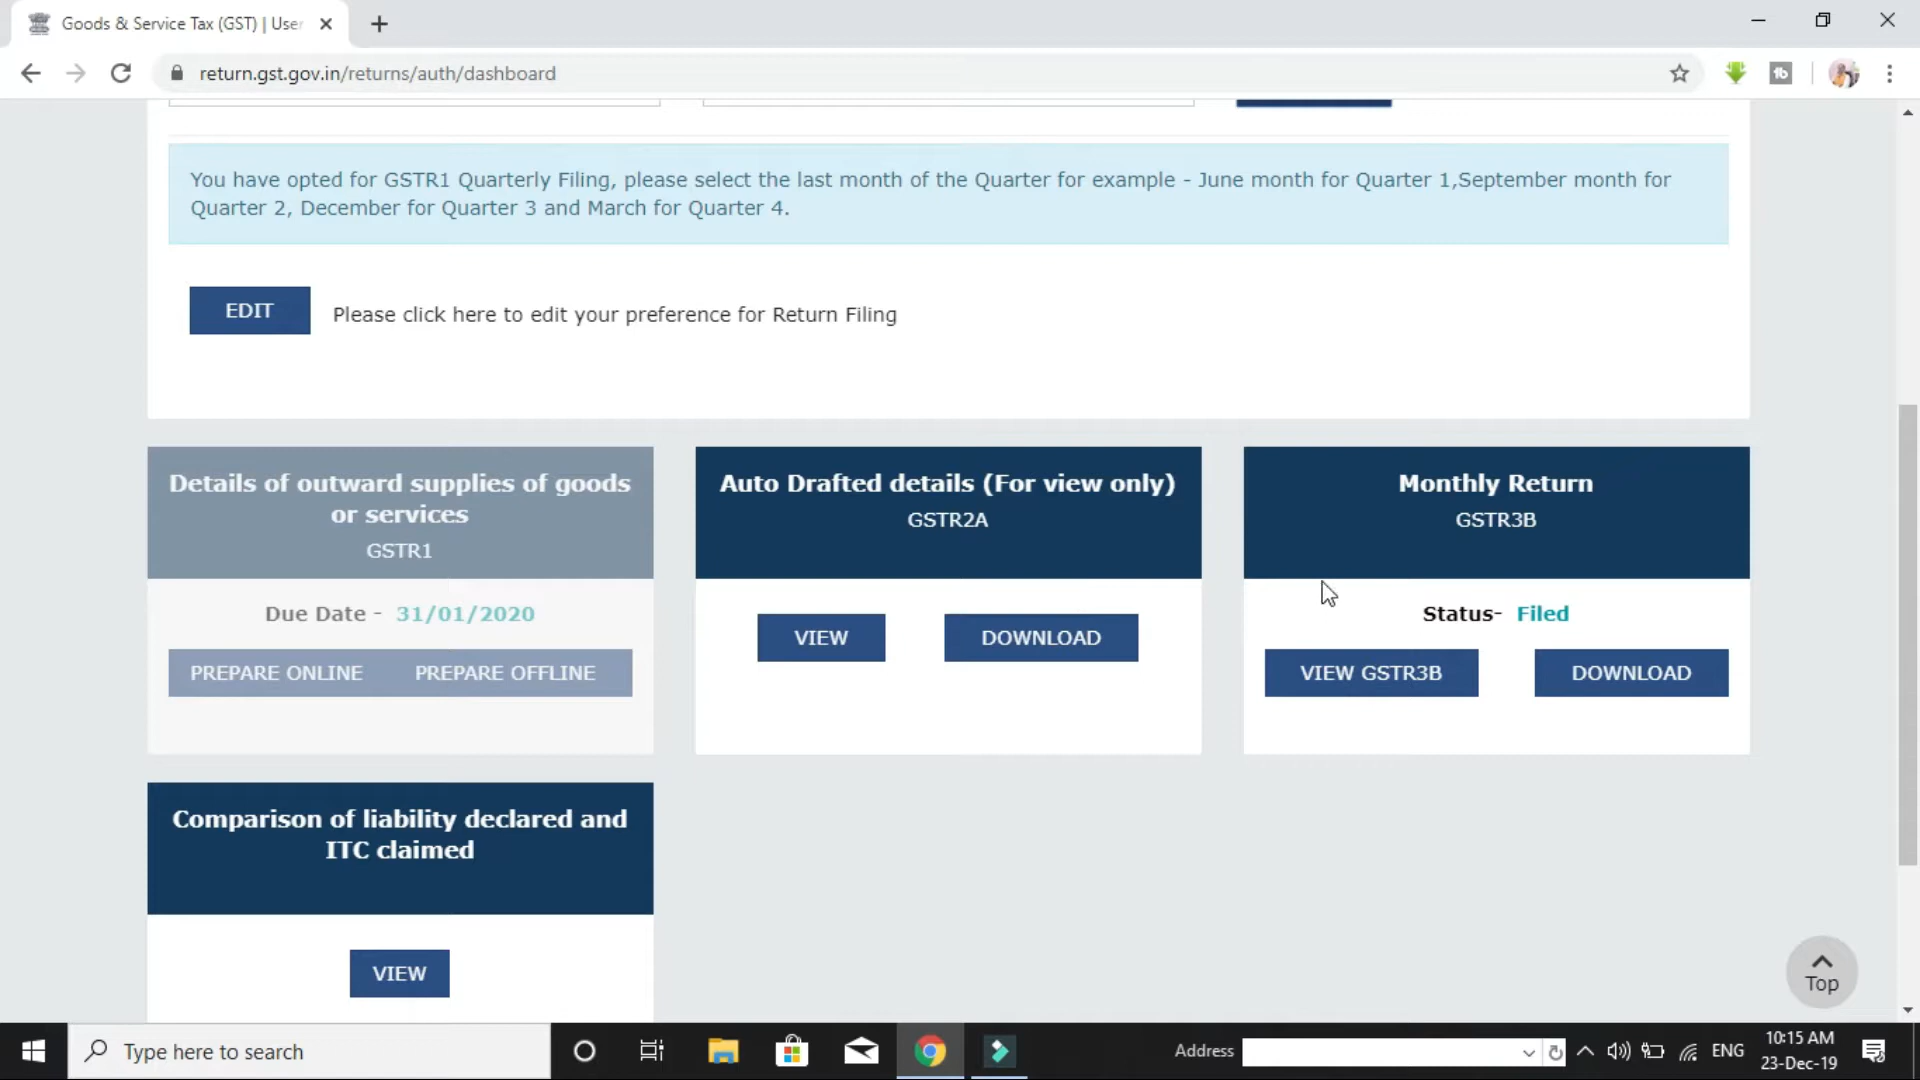 Goods & Service Tax (GST) | User
return.gst.gov.in/returns/auth/dashboard
You have opted for GSTR1 Quarterly Filing, please select the last month of the Quarter for example - June month for Quarter 1,September month for
Quarter 2, December for Quarter 3 and March for Quarter 4.
EDIT
Please click here to edit your preference for Return Filing
Details of outward supplies of goods
or services
GSTR1
Due Date - 31/01/2020
PREPARE ONLINE
PREPARE OFFLINE
Auto Drafted details (For view only)
GSTR2A
VIEW
DOWNLOAD
Monthly Return
GSTR3B
Status- Filed
VIEW GSTR3B
DOWNLOAD
Comparison of liability declared and
ITC claimed
VIEW
Top
Type here to search
Address
ENG
10:15 AM
23-Dec-19